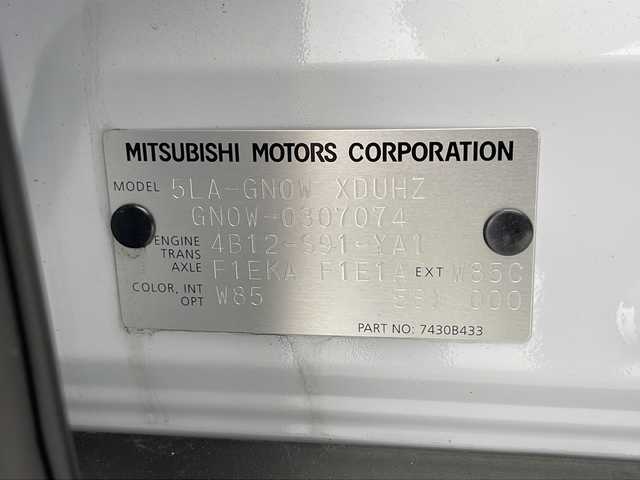 MITSUBISHI MOTORS CORPORATION
MODEL 5LA-GN0W XDUHZ
GN0W-0307074
ENGINE 4B12-S91-YA1
TRANS AXLE F1EKA F1E1A EXT W85C
COLOR, INT OPT W85 000
PART NO: 7430B433